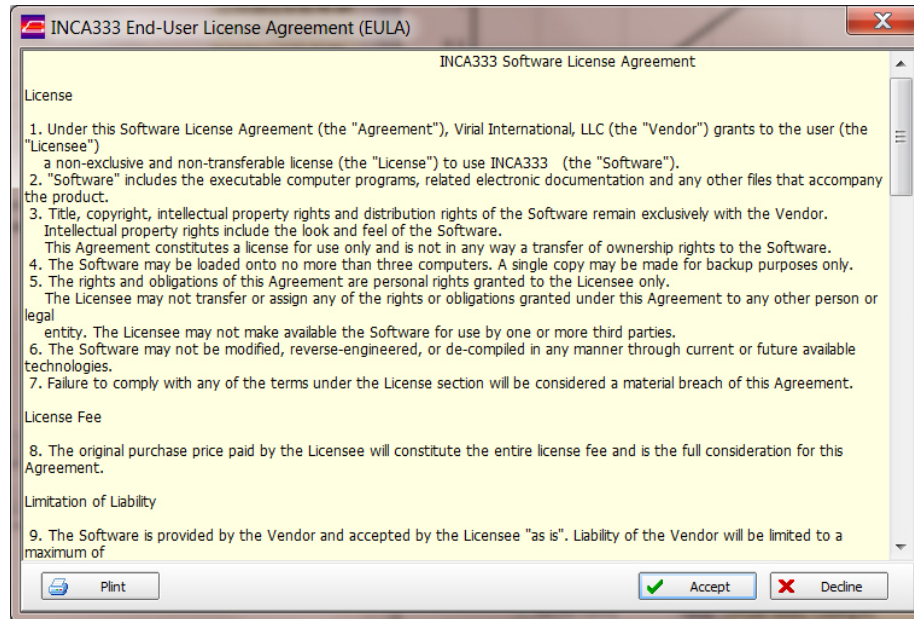 INCA333 End-User License Agreement (EULA)
INCA333 Software License Agreement
License
1. Under this Software License Agreement (the "Agreement"), Virial International, LLC (the "Vendor") grants to the user (the
"Licensee")
a non-exclusive and non-transferable license (the "License") to use INCA333 (the "Software").
2. "Software" includes the executable computer programs, related electronic documentation and any other files that accompany
the product.
3. Title, copyright, intellectual property rights and distribution rights of the Software remain exclusively with the Vendor.
Intellectual property rights include the look and feel of the Software.
This Agreement constitutes a license for use only and is not in any way a transfer of ownership rights to the Software.
4. The Software may be loaded onto no more than three computers. A single copy may be made for backup purposes only.
5. The rights and obligations of this Agreement are personal rights granted to the Licensee only.
The Licensee may not transfer or assign any of the rights or obligations granted under this Agreement to any other person or
legal
entity. The Licensee may not make available the Software for use by one or more third parties.
6. The Software may not be modified, reverse-engineered, or de-compiled in any manner through current or future available
technologies.
7. Failure to comply with any of the terms under the License section will be considered a material breach of this Agreement.
License Fee
8. The original purchase price paid by the Licensee will constitute the entire license fee and is the full consideration for this
Agreement.
Limitation of Liability
9. The Software is provided by the Vendor and accepted by the Licensee "as is". Liability of the Vendor will be limited to a
maximum of
Plint
Accept
Decline